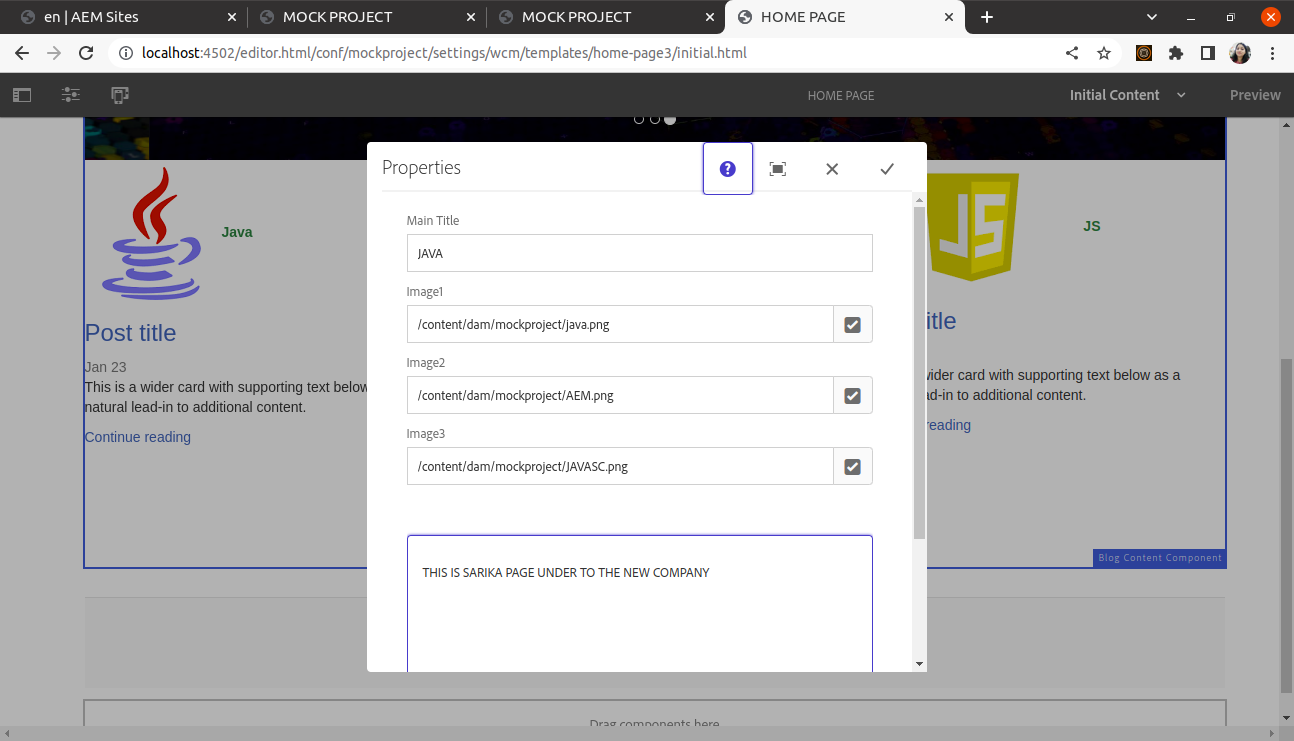 en | AEM Sites
MOCK PROJECT
MOCK PROJECT
HOME PAGE
localhost:4502/editor.html/conf/mockproject/settings/wcm/templates/home-page3/initial.html
HOME PAGE
Initial Content
Preview
Properties
Main Title
JAVA
Image1
/content/dam/mockproject/java.png
Image2
/content/dam/mockproject/AEM.png
Image3
/content/dam/mockproject/JAVASC.png
THIS IS SARIKA PAGE UNDER TO THE NEW COMPANY
Java
Post title
Jan 23
This is a wider card with supporting text below
natural lead-in to additional content.
Continue reading
JS
JS
itle
wider card with supporting text below as a
ad-in to additional content.
reading
Blog Content Component
Drag components here